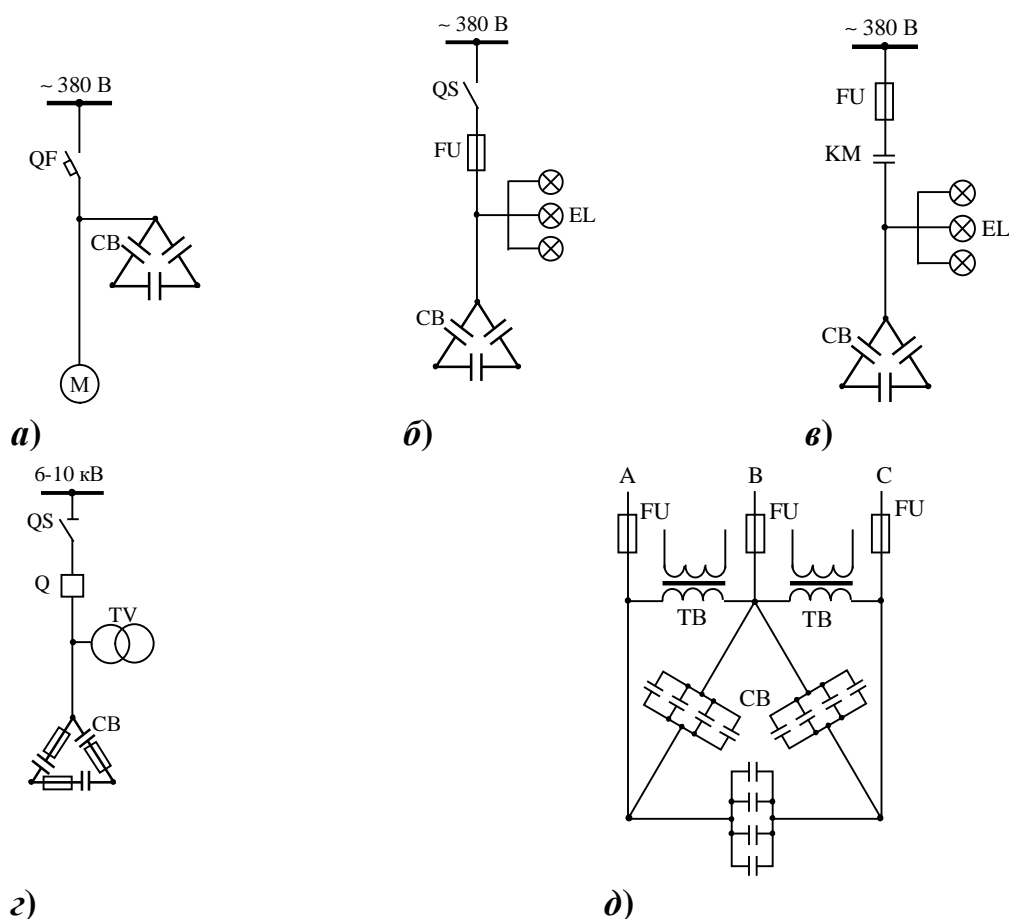 ~ 380 В
QF
СВ
М
а)
~ 380 В
QS
FU
EL
СВ
б)
~ 380 В
FU
КМ
EL
СВ
в)
6-10 кВ
QS
Q
TV
СВ
г)
А В С
FU FU FU
ТВ ТВ
СВ
д)